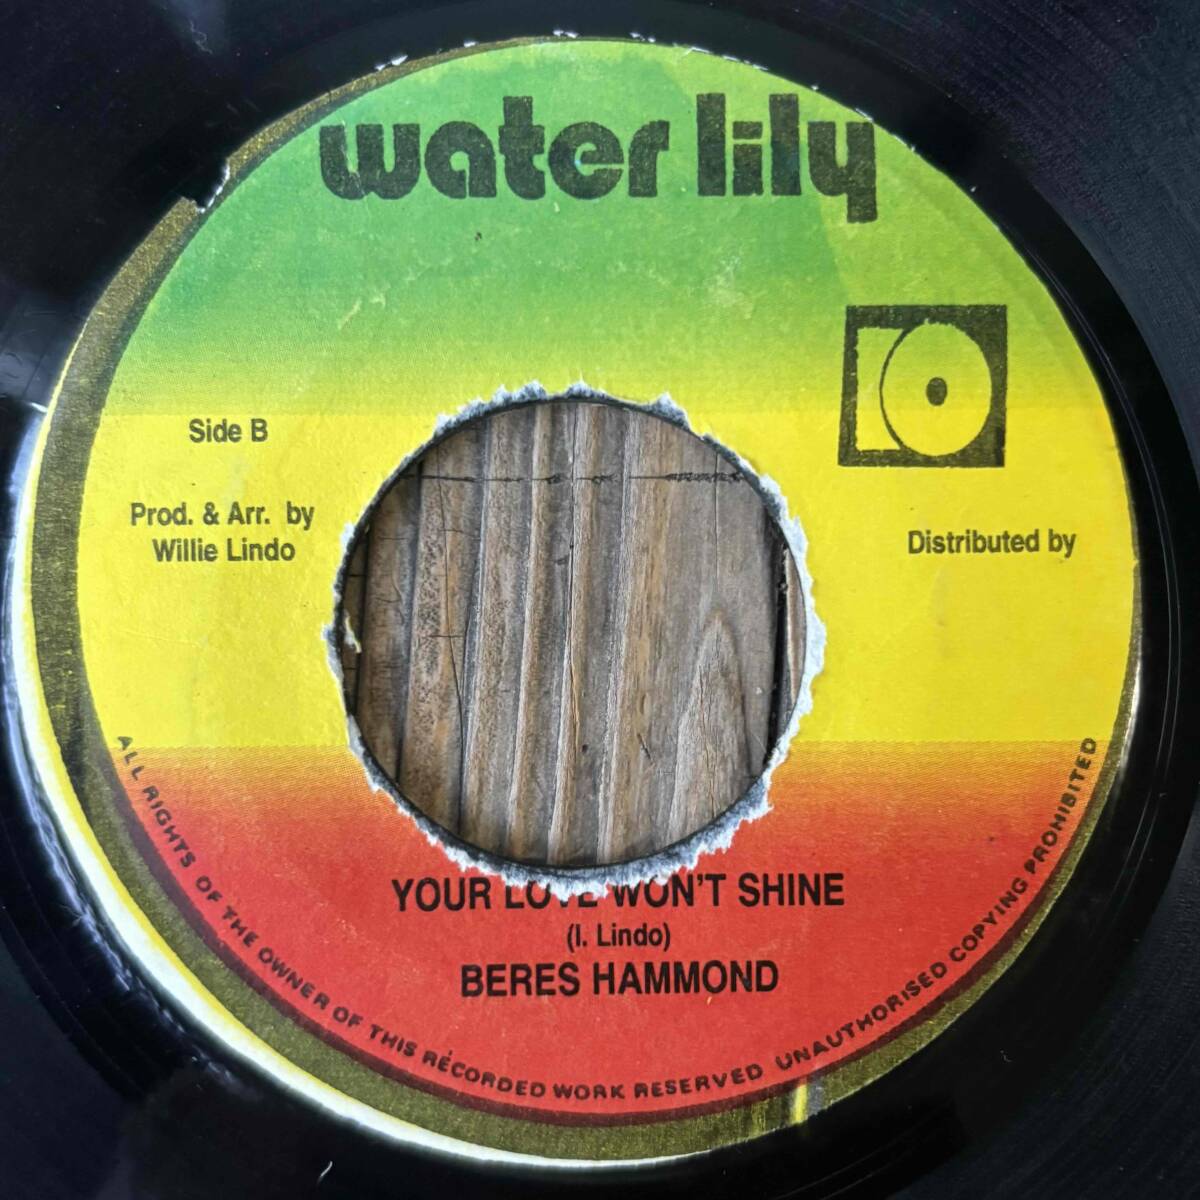 water lily
Side B
Prod. & Arr. by
Willie Lindo
Distributed by
YOUR LOVE WON'T SHINE
(I. Lindo)
BERES HAMMOND
ALL RIGHTS OF THE OWNER OF THIS RECORDED WORK RESERVED UNAUTHORISED COPYING PROHIBITED